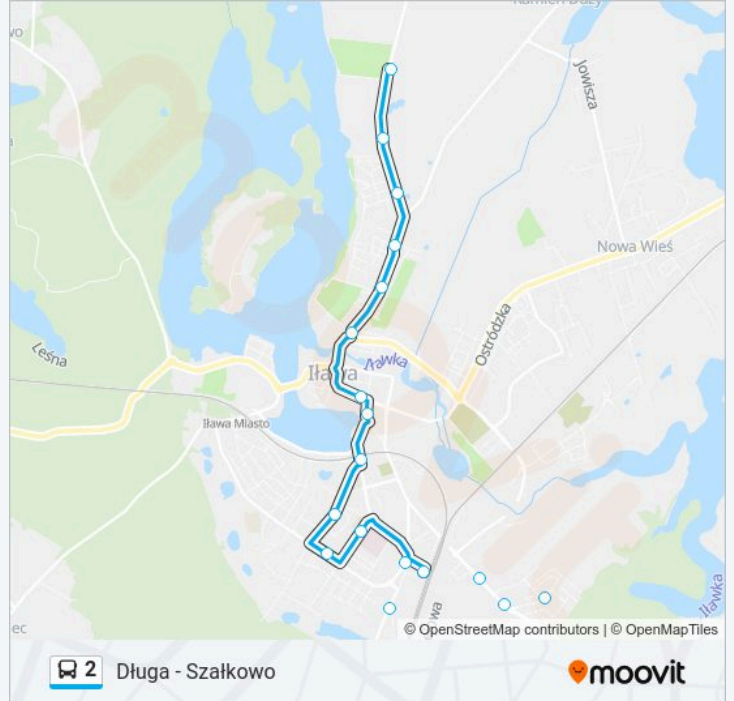 Kamień Duży
Jowisza
Nowa Wieś
Ostródzka
Iławka
Iława
Leśna
Iława Miasto
Iławka
© OpenStreetMap contributors | © OpenMapTiles
2 Długa - Szałkowo
moovit